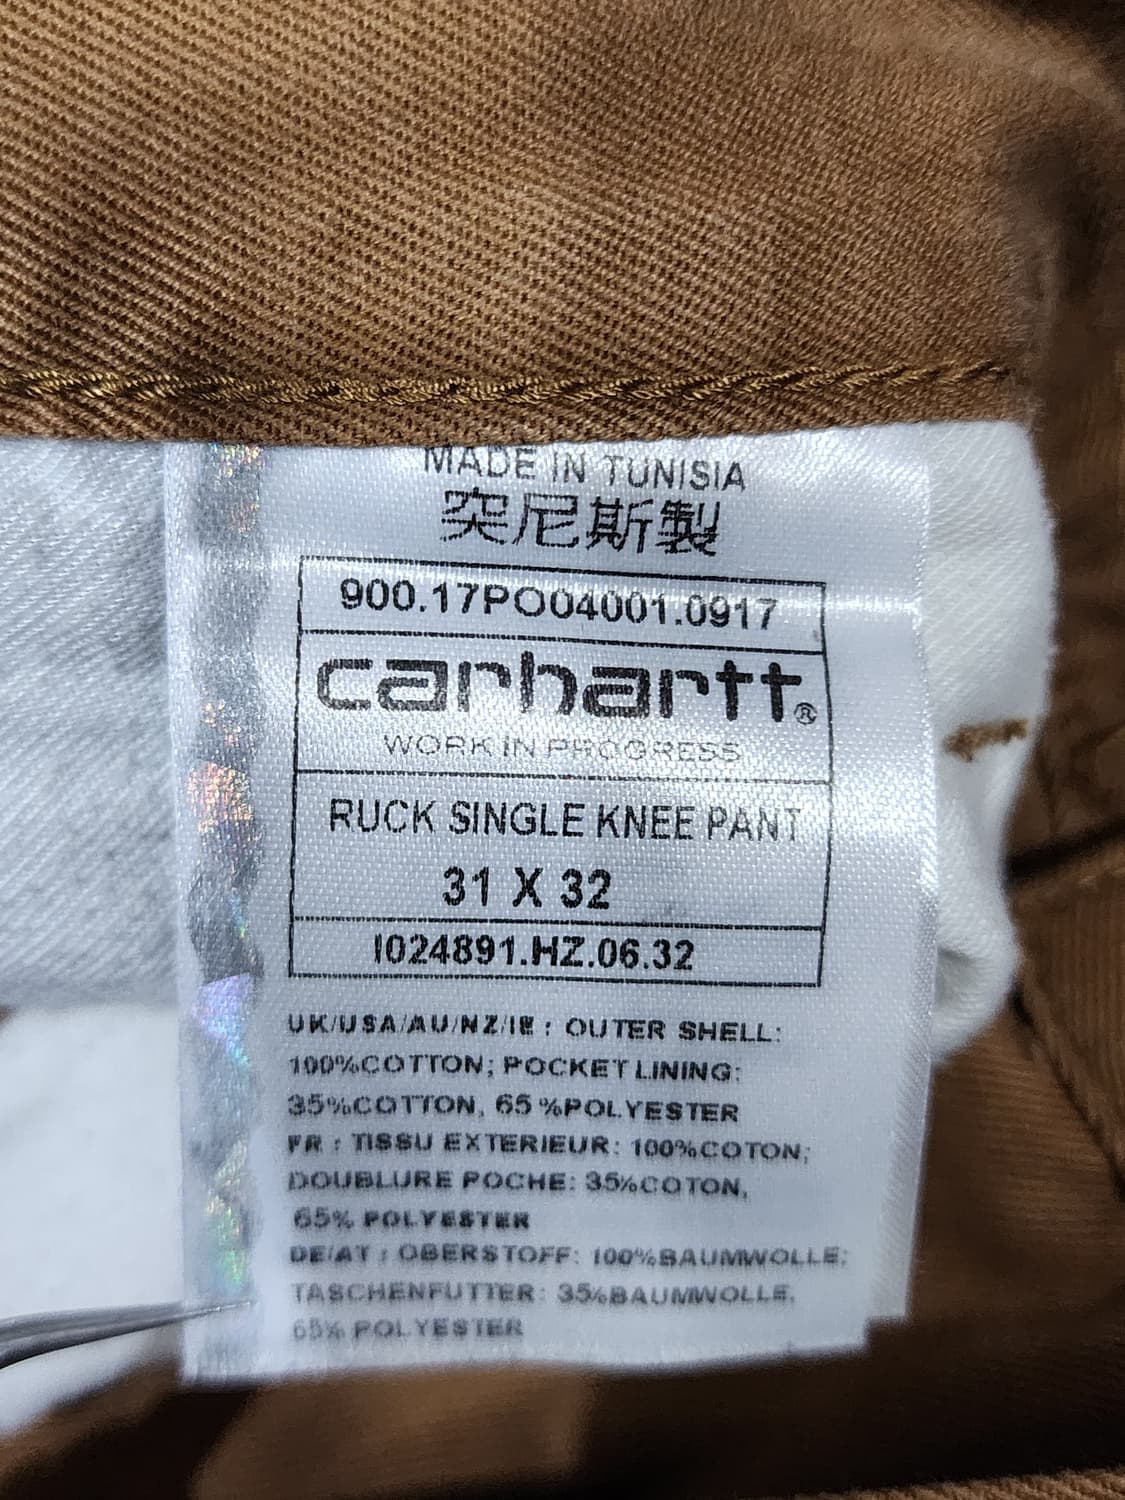 MADE IN TUNISIA
突尼斯製
900.17PO04001.0917
carhartt®
WORK IN PROGRESS
RUCK SINGLE KNEE PANT
31 X 32
I024891.HZ.06.32
UK/USA/AU/NZ/IE : OUTER SHELL:
100%COTTON; POCKET LINING:
35%COTTON, 65%POLYESTER
FR : TISSU EXTERIEUR: 100%COTON;
DOUBLURE POCHE: 35%COTON,
65% POLYESTER
DE/AT : OBERSTOFF: 100%BAUMWOLLE;
TASCHENFUTTER: 35%BAUMWOLLE,
65% POLYESTER